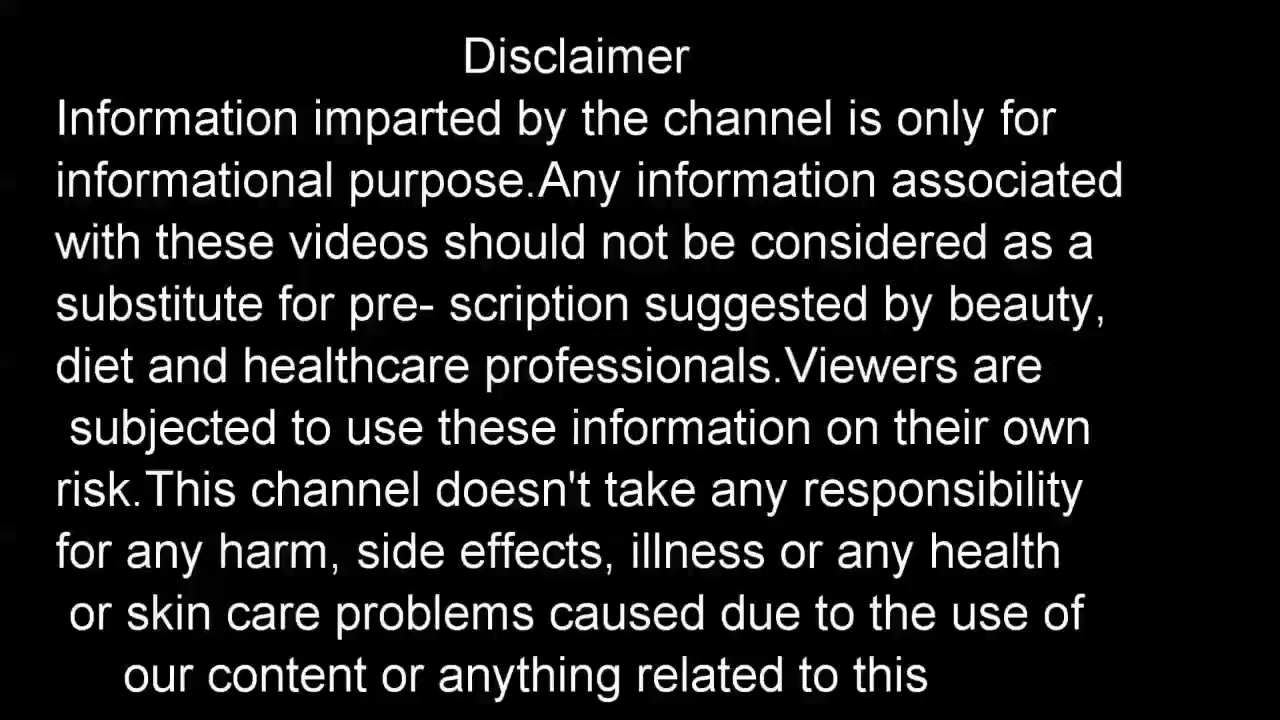 Disclaimer
Information imparted by the channel is only for
informational purpose.Any information associated
with these videos should not be considered as a
substitute for pre- scription suggested by beauty,
diet and healthcare professionals.Viewers are
subjected to use these information on their own
risk.This channel doesn't take any responsibility
for any harm, side effects, illness or any health
or skin care problems caused due to the use of
our content or anything related to this